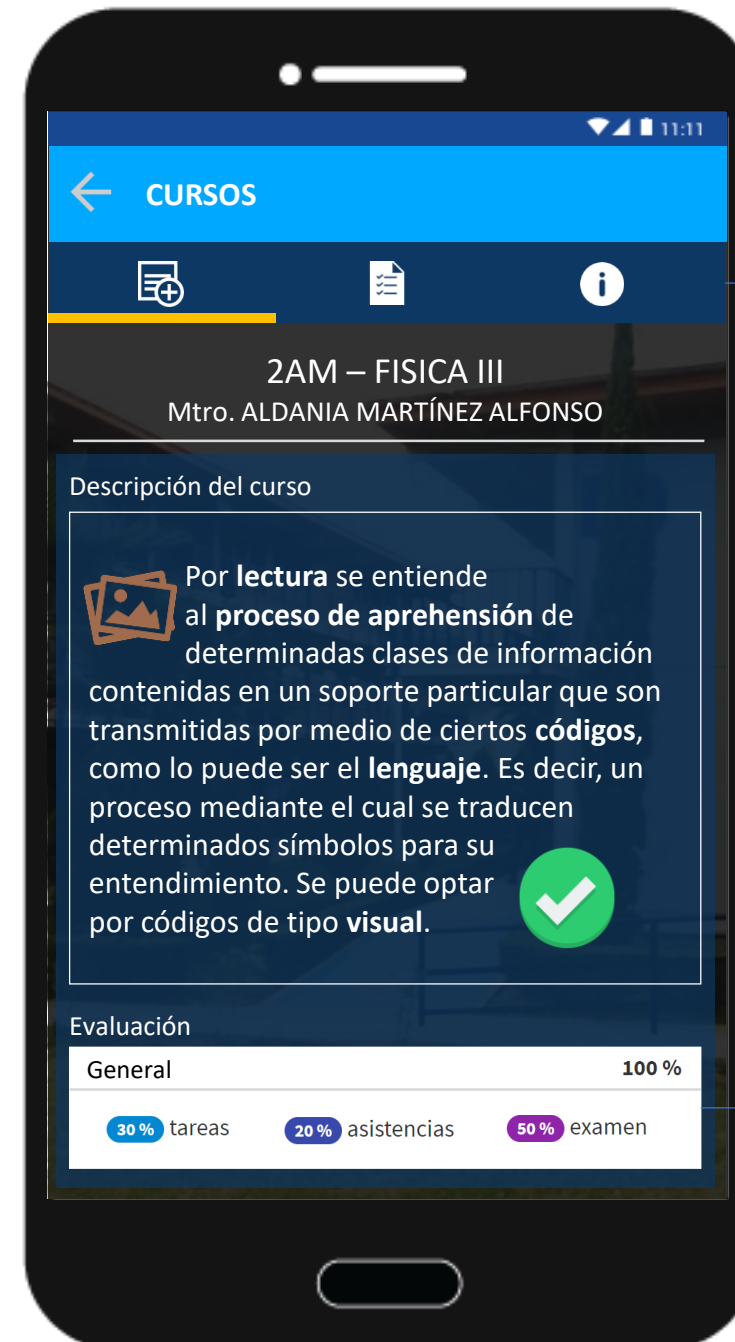 11:11
CURSOS
2AM – FISICA III
Mtro. ALDANIA MARTÍNEZ ALFONSO
Descripción del curso
Por lectura se entiende
al proceso de aprehensión de
determinadas clases de información
contenidas en un soporte particular que son
transmitidas por medio de ciertos códigos,
como lo puede ser el lenguaje. Es decir, un
proceso mediante el cual se traducen
determinados símbolos para su
entendimiento. Se puede optar
por códigos de tipo visual.
Evaluación
General 100 %
30 % tareas 20 % asistencias 50 % examen